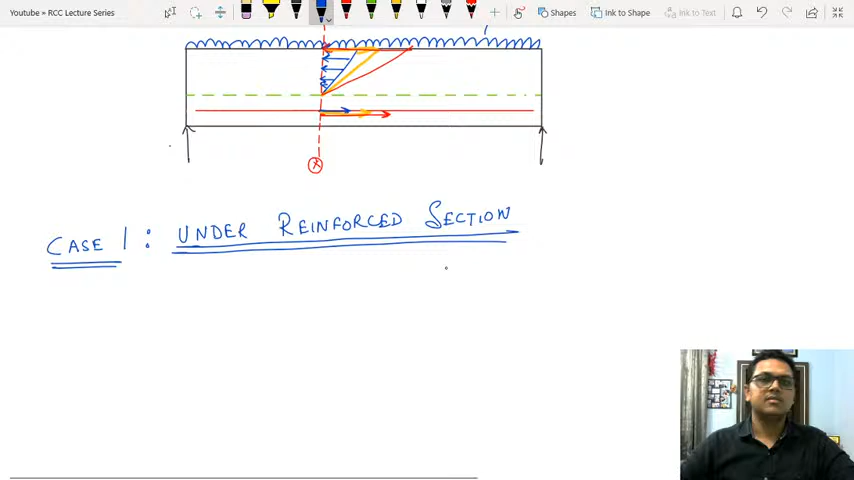 Youtube » RCC Lecture Series
Shapes
Ink to Shape
Ink to Text
X
CASE 1 : UNDER REINFORCED SECTION